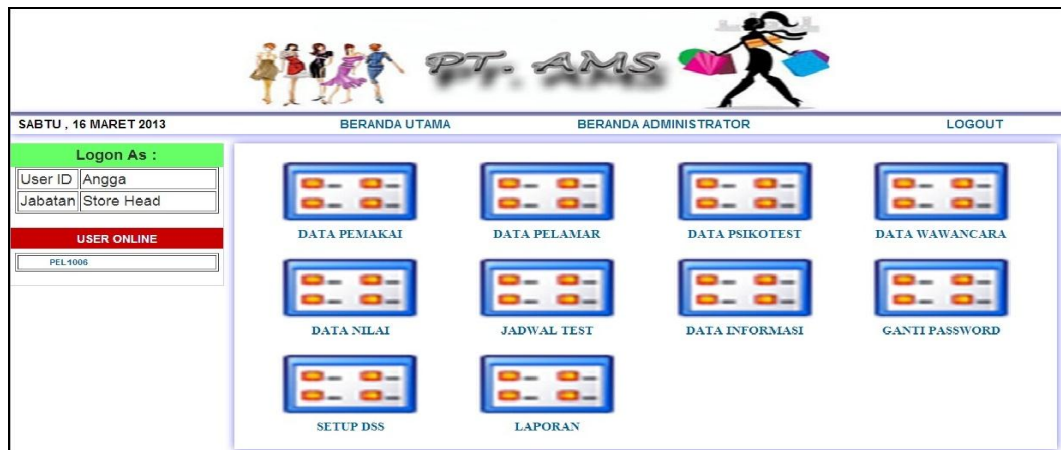 PT. AMS
SABTU , 16 MARET 2013 BERANDA UTAMA BERANDA ADMINISTRATOR LOGOUT
Logon As :
User ID Angga
Jabatan Store Head
USER ONLINE
PEL1006
DATA PEMAKAI DATA PELAMAR DATA PSIKOTEST DATA WAWANCARA
DATA NILAI JADWAL TEST DATA INFORMASI GANTI PASSWORD
SETUP DSS LAPORAN